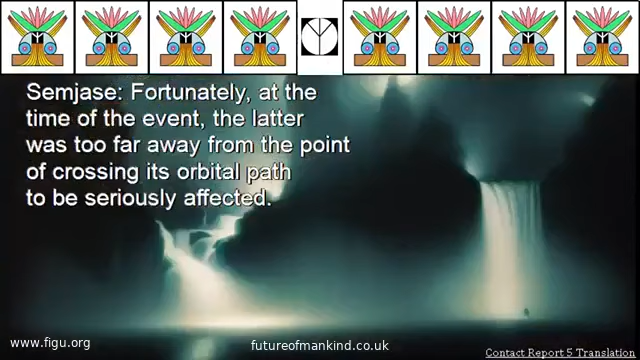 Semjase: Fortunately, at the
time of the event, the latter
was too far away from the point
of crossing its orbital path
to be seriously affected.
www.figu.org
futureofmankind.co.uk
Contact Report 5 Translation